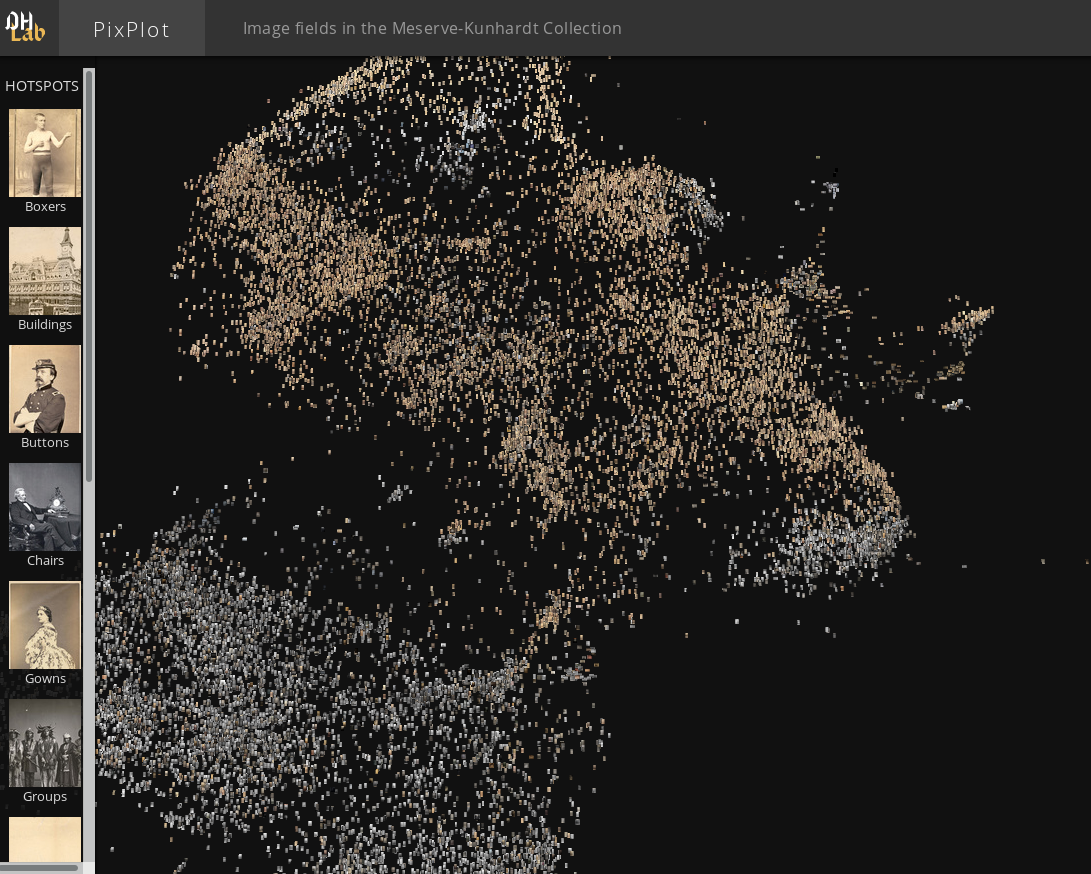 DH
Lab
PixPlot
Image fields in the Meserve-Kunhardt Collection
HOTSPOTS
Boxers
Buildings
Buttons
Chairs
Gowns
Groups